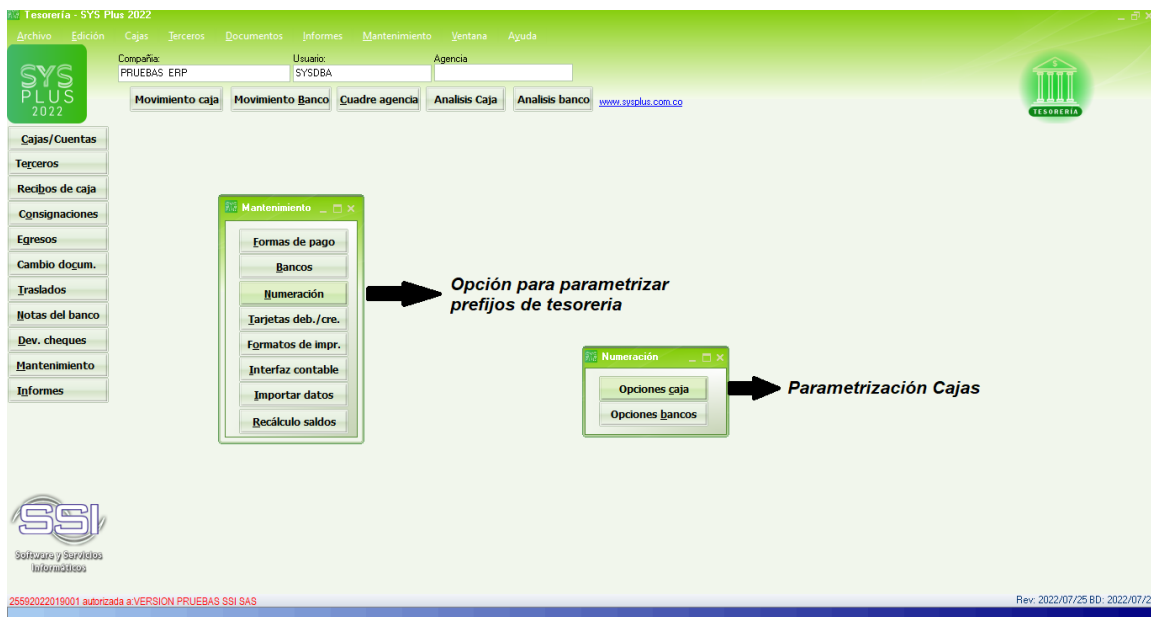 Tesorería - SYS Plus 2022
Archivo Edición Cajas Terceros Documentos Informes Mantenimiento Ventana Ayuda
Compañia: Usuario: Agencia
PRUEBAS ERP SYSDBA
SYS
PLUS
2022
Movimiento caja Movimiento Banco Cuadre agencia Analisis Caja Analisis banco www.sysplus.com.co
TESORERÍA
Cajas/Cuentas
Terceros
Recibos de caja
Consignaciones
Egresos
Cambio docum.
Traslados
Notas del banco
Dev. cheques
Mantenimiento
Informes
Mantenimiento
Formas de pago
Bancos
Numeración
Tarjetas deb./cre.
Formatos de impr.
Interfaz contable
Importar datos
Recálculo saldos
Opción para parametrizar
prefijos de tesoreria
Numeración
Opciones caja
Opciones bancos
Parametrización Cajas
SSI
Software y Servicios
Informáticos
25592022019001 autorizada a:VERSION PRUEBAS SSI SAS
Rev: 2022/07/25 BD: 2022/07/2